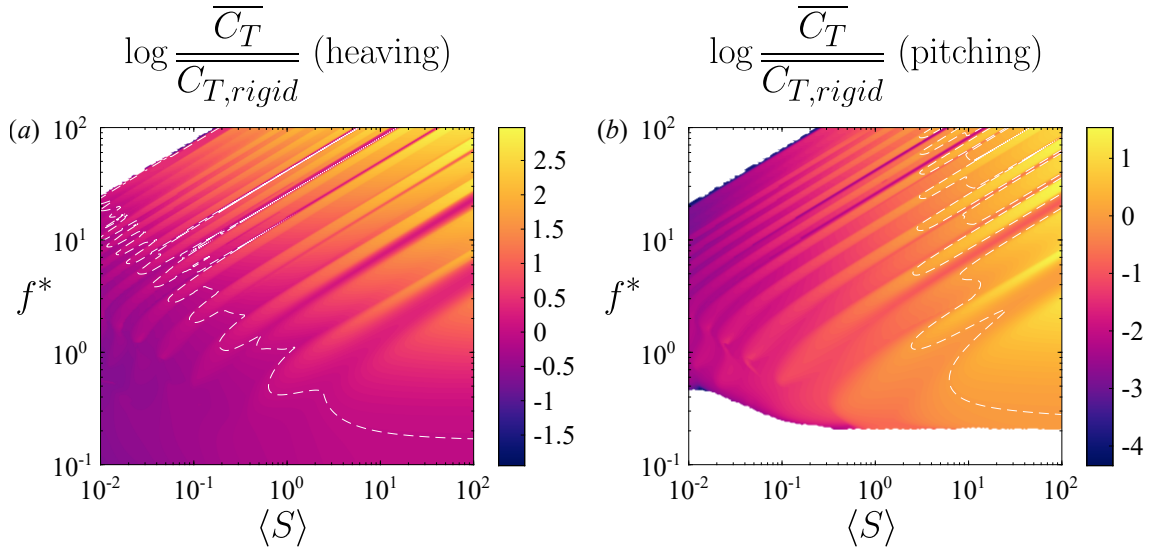 log C_T / C_{T,rigid} (heaving)
log C_T / C_{T,rigid} (pitching)
(a)
10^2
10^1
f*
10^0
10^-1
10^-2 10^-1 10^0 10^1 10^2
⟨S⟩
2.5
2
1.5
1
0.5
0
-0.5
-1
-1.5
(b)
10^2
10^1
f*
10^0
10^-1
10^-2 10^-1 10^0 10^1 10^2
⟨S⟩
1
0
-1
-2
-3
-4